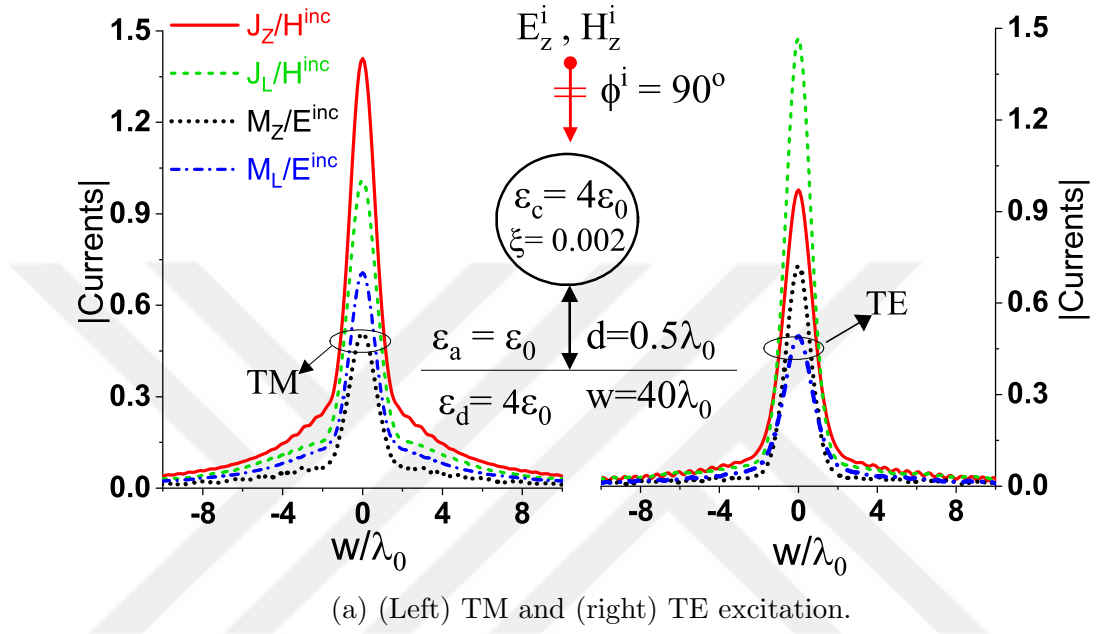 J_Z/H^inc
J_L/H^inc
M_Z/E^inc
M_L/E^inc
|Currents|
1.5
1.2
0.9
0.6
0.3
0.0
-8 -4 0 4 8
w/λ_0
TM
E_z^i , H_z^i
ϕ^i = 90^o
ε_c= 4ε_0
ξ= 0.002
ε_a = ε_0 d=0.5λ_0
ε_d= 4ε_0 w=40λ_0
TE
-8 -4 0 4 8
w/λ_0
1.5
1.2
0.9
0.6
0.3
0.0
|Currents|
(a) (Left) TM and (right) TE excitation.